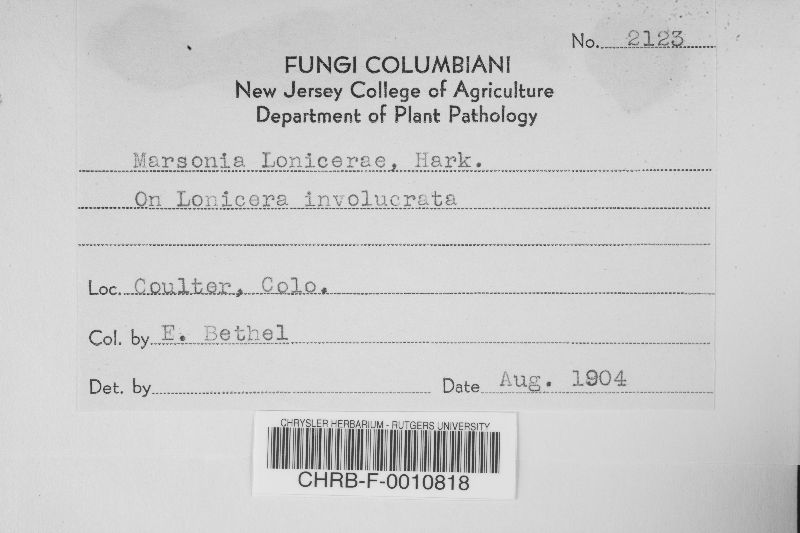 No. 2123
FUNGI COLUMBIANI
New Jersey College of Agriculture
Department of Plant Pathology
Marsonia Lonicerae, Hark.
On Lonicera involucrata
Loc. Coulter, Colo.
Col. by E. Bethel
Det. by
Date Aug. 1904
CHRYSLER HERBARIUM - RUTGERS UNIVERSITY
CHRB-F-0010818